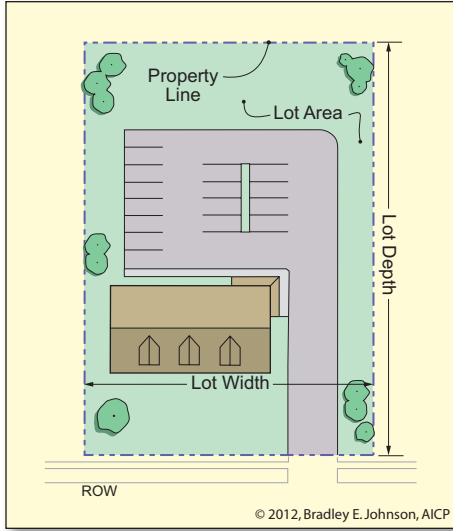 Property
Line
Lot Area
Lot Depth
Lot Width
ROW
© 2012, Bradley E. Johnson, AICP